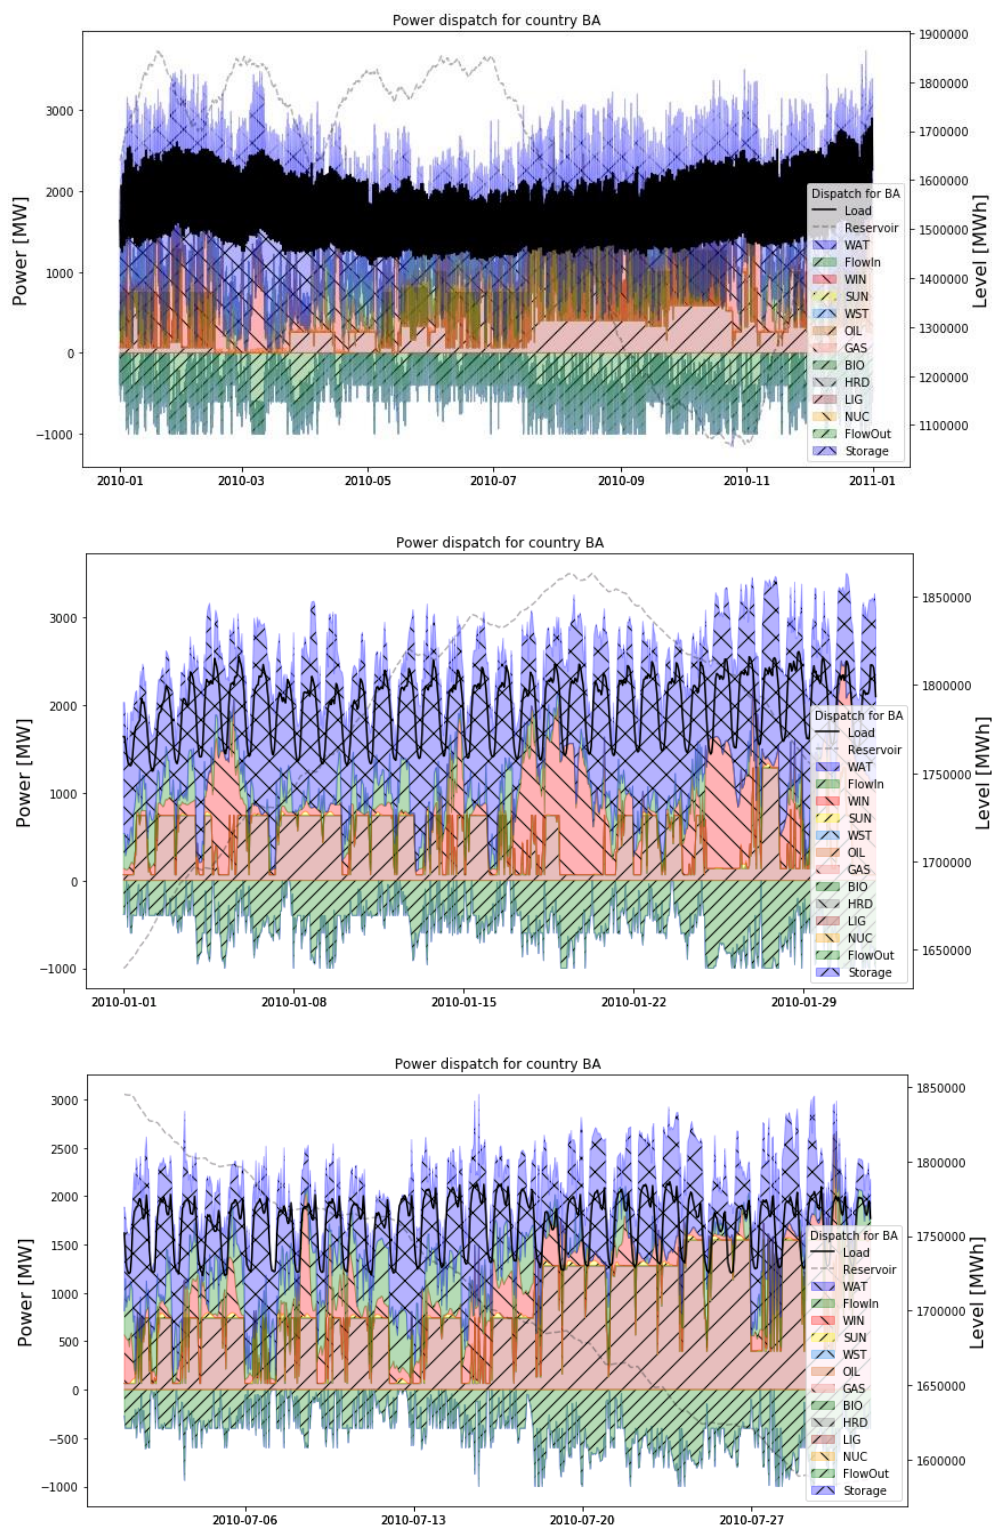 Power dispatch for country BA
1900000
1800000
1700000
1600000
1500000
1400000
1300000
1200000
1100000
Level [MWh]
3000
2000
1000
0
−1000
Power [MW]
Dispatch for BA
Load
Reservoir
WAT
FlowIn
WIN
SUN
WST
OIL
GAS
BIO
HRD
LIG
NUC
FlowOut
Storage
2010-01
2010-03
2010-05
2010-07
2010-09
2010-11
2011-01
Power dispatch for country BA
1850000
1800000
1750000
1700000
1650000
Level [MWh]
3000
2000
1000
0
−1000
Power [MW]
Dispatch for BA
Load
Reservoir
WAT
FlowIn
WIN
SUN
WST
OIL
GAS
BIO
HRD
LIG
NUC
FlowOut
Storage
2010-01-01
2010-01-08
2010-01-15
2010-01-22
2010-01-29
Power dispatch for country BA
1850000
1800000
1750000
1700000
1650000
1600000
Level [MWh]
3000
2500
2000
1500
1000
500
0
−500
−1000
Power [MW]
Dispatch for BA
Load
Reservoir
WAT
FlowIn
WIN
SUN
WST
OIL
GAS
BIO
HRD
LIG
NUC
FlowOut
Storage
2010-07-06
2010-07-13
2010-07-20
2010-07-27